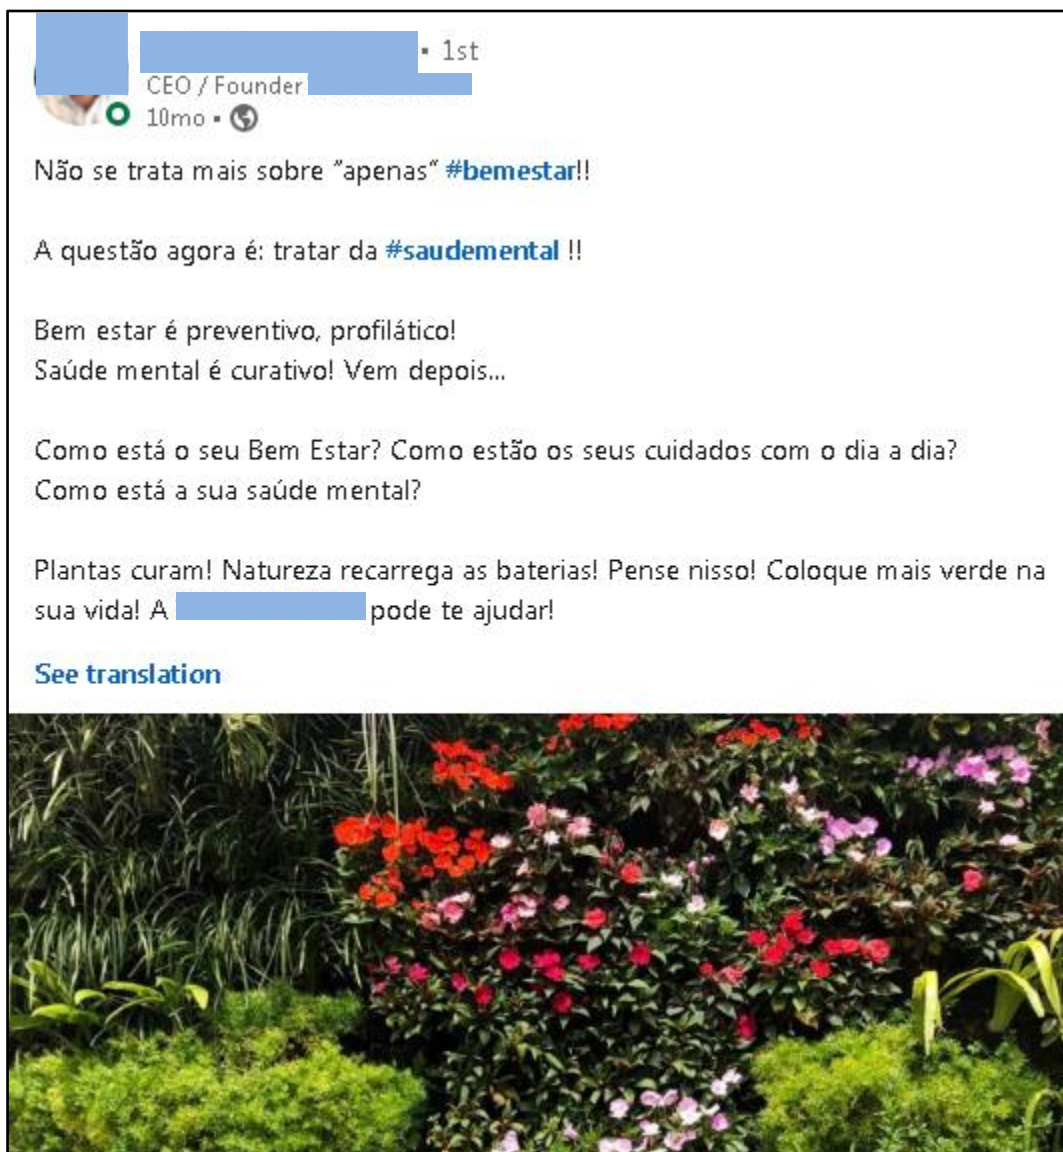 • 1st
CEO / Founder
10mo •
Não se trata mais sobre “apenas” #bemestar!!
A questão agora é: tratar da #saudemental !!
Bem estar é preventivo, profilático!
Saúde mental é curativo! Vem depois...
Como está o seu Bem Estar? Como estão os seus cuidados com o dia a dia?
Como está a sua saúde mental?
Plantas curam! Natureza recarrega as baterias! Pense nisso! Coloque mais verde na
sua vida! A pode te ajudar!
See translation